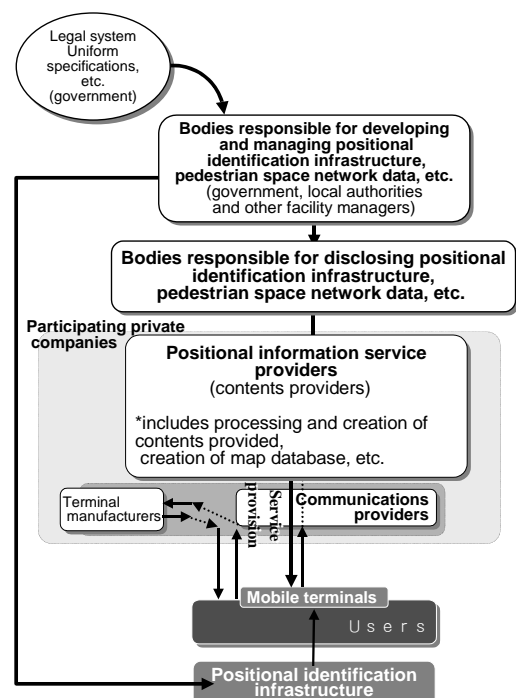 Legal system
Uniform
specifications,
etc.
(government)
Bodies responsible for developing
and managing positional
identification infrastructure,
pedestrian space network data, etc.
(government, local authorities
and other facility managers)
Bodies responsible for disclosing positional
identification infrastructure,
pedestrian space network data, etc.
Participating private
companies
Positional information service
providers
(contents providers)
*includes processing and creation of
contents provided,
creation of map database, etc.
Terminal
manufacturers
Service
provision
Communications
providers
Mobile terminals
Users
Positional identification
infrastructure